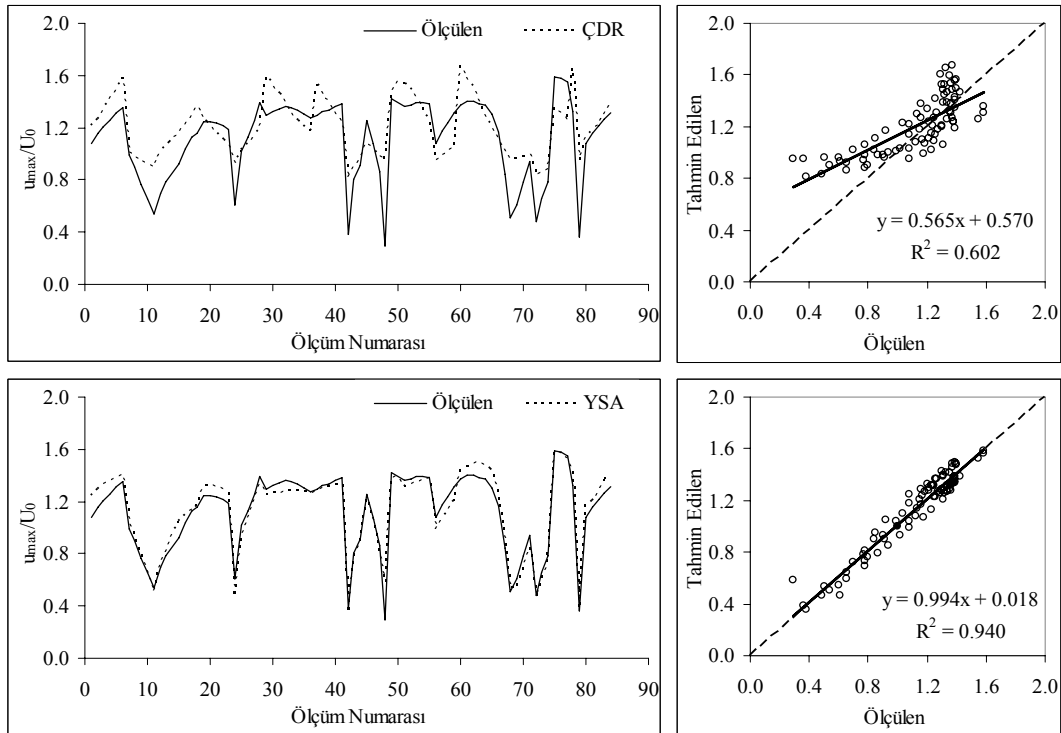 Ölçülen
ÇDR
u_max/U_0
2.0
1.6
1.2
0.8
0.4
0.0
0 10 20 30 40 50 60 70 80 90
Ölçüm Numarası
Tahmin Edilen
2.0
1.6
1.2
0.8
0.4
0.0
y = 0.565x + 0.570
R² = 0.602
0.0 0.4 0.8 1.2 1.6 2.0
Ölçülen
Ölçülen
YSA
u_max/U_0
2.0
1.6
1.2
0.8
0.4
0.0
0 10 20 30 40 50 60 70 80 90
Ölçüm Numarası
Tahmin Edilen
2.0
1.6
1.2
0.8
0.4
0.0
y = 0.994x + 0.018
R² = 0.940
0.0 0.4 0.8 1.2 1.6 2.0
Ölçülen